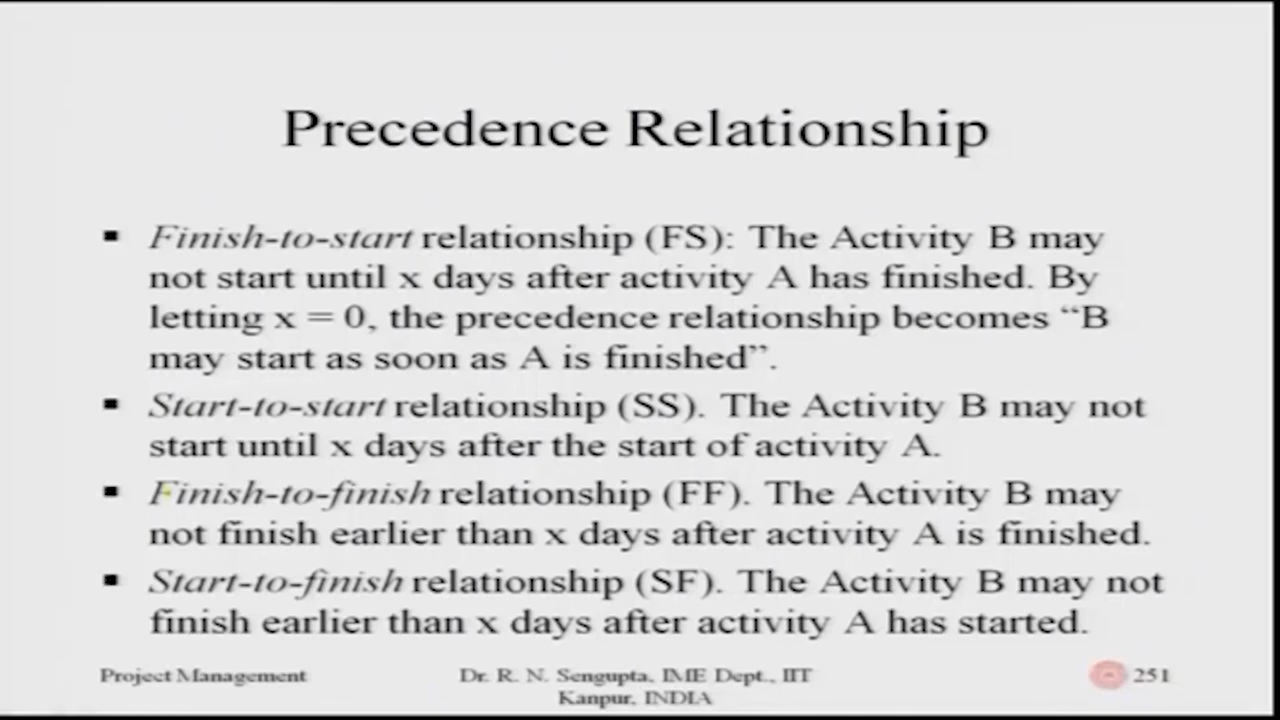 Precedence Relationship
▪ Finish-to-start relationship (FS): The Activity B may
not start until x days after activity A has finished. By
letting x = 0, the precedence relationship becomes “B
may start as soon as A is finished”.
▪ Start-to-start relationship (SS). The Activity B may not
start until x days after the start of activity A.
▪ Finish-to-finish relationship (FF). The Activity B may
not finish earlier than x days after activity A is finished.
▪ Start-to-finish relationship (SF). The Activity B may not
finish earlier than x days after activity A has started.
Project Management
Dr. R. N. Sengupta, IME Dept., IIT
Kanpur, INDIA
251